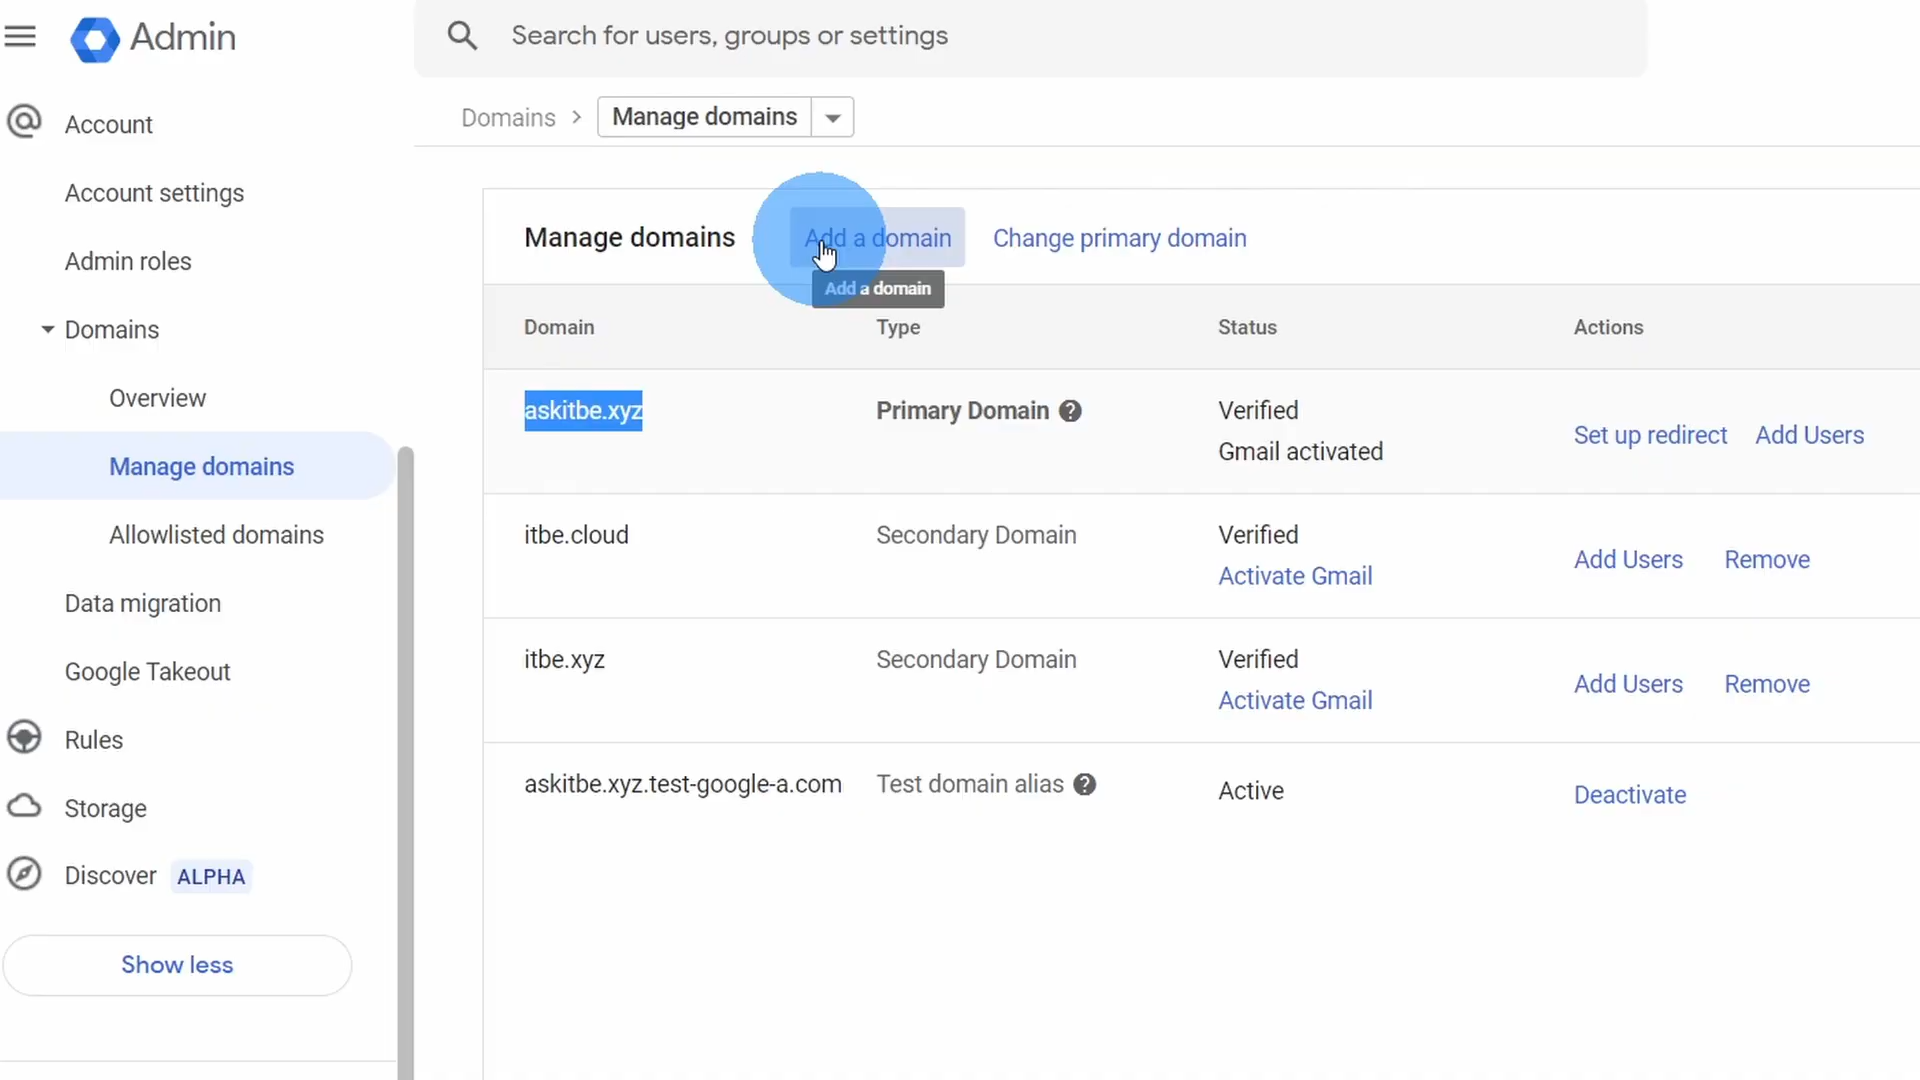 Admin
Search for users, groups or settings
Account
Account settings
Admin roles
Domains
Overview
Manage domains
Allowlisted domains
Data migration
Google Takeout
Rules
Storage
Discover ALPHA
Show less
Domains > Manage domains
Manage domains Add a domain Change primary domain
Add a domain
Domain Type Status Actions
askitbe.xyz Primary Domain Verified
Gmail activated
Set up redirect Add Users
itbe.cloud Secondary Domain Verified
Activate Gmail
Add Users Remove
itbe.xyz Secondary Domain Verified
Activate Gmail
Add Users Remove
askitbe.xyz.test-google-a.com Test domain alias Active Deactivate